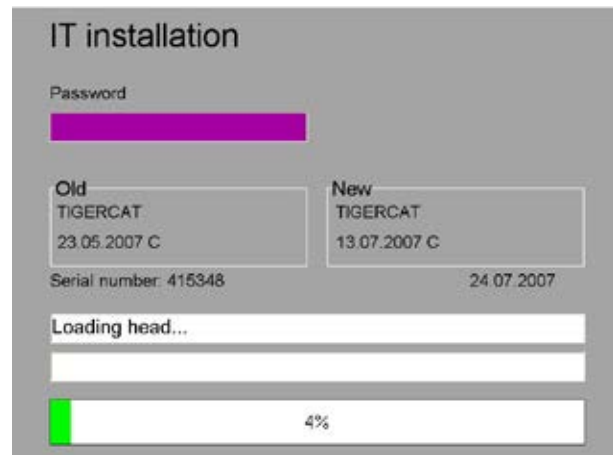 IT installation
Password
Old
TIGERCAT
23.05.2007 C
New
TIGERCAT
13.07.2007 C
Serial number: 415348
24.07.2007
Loading head...
4%